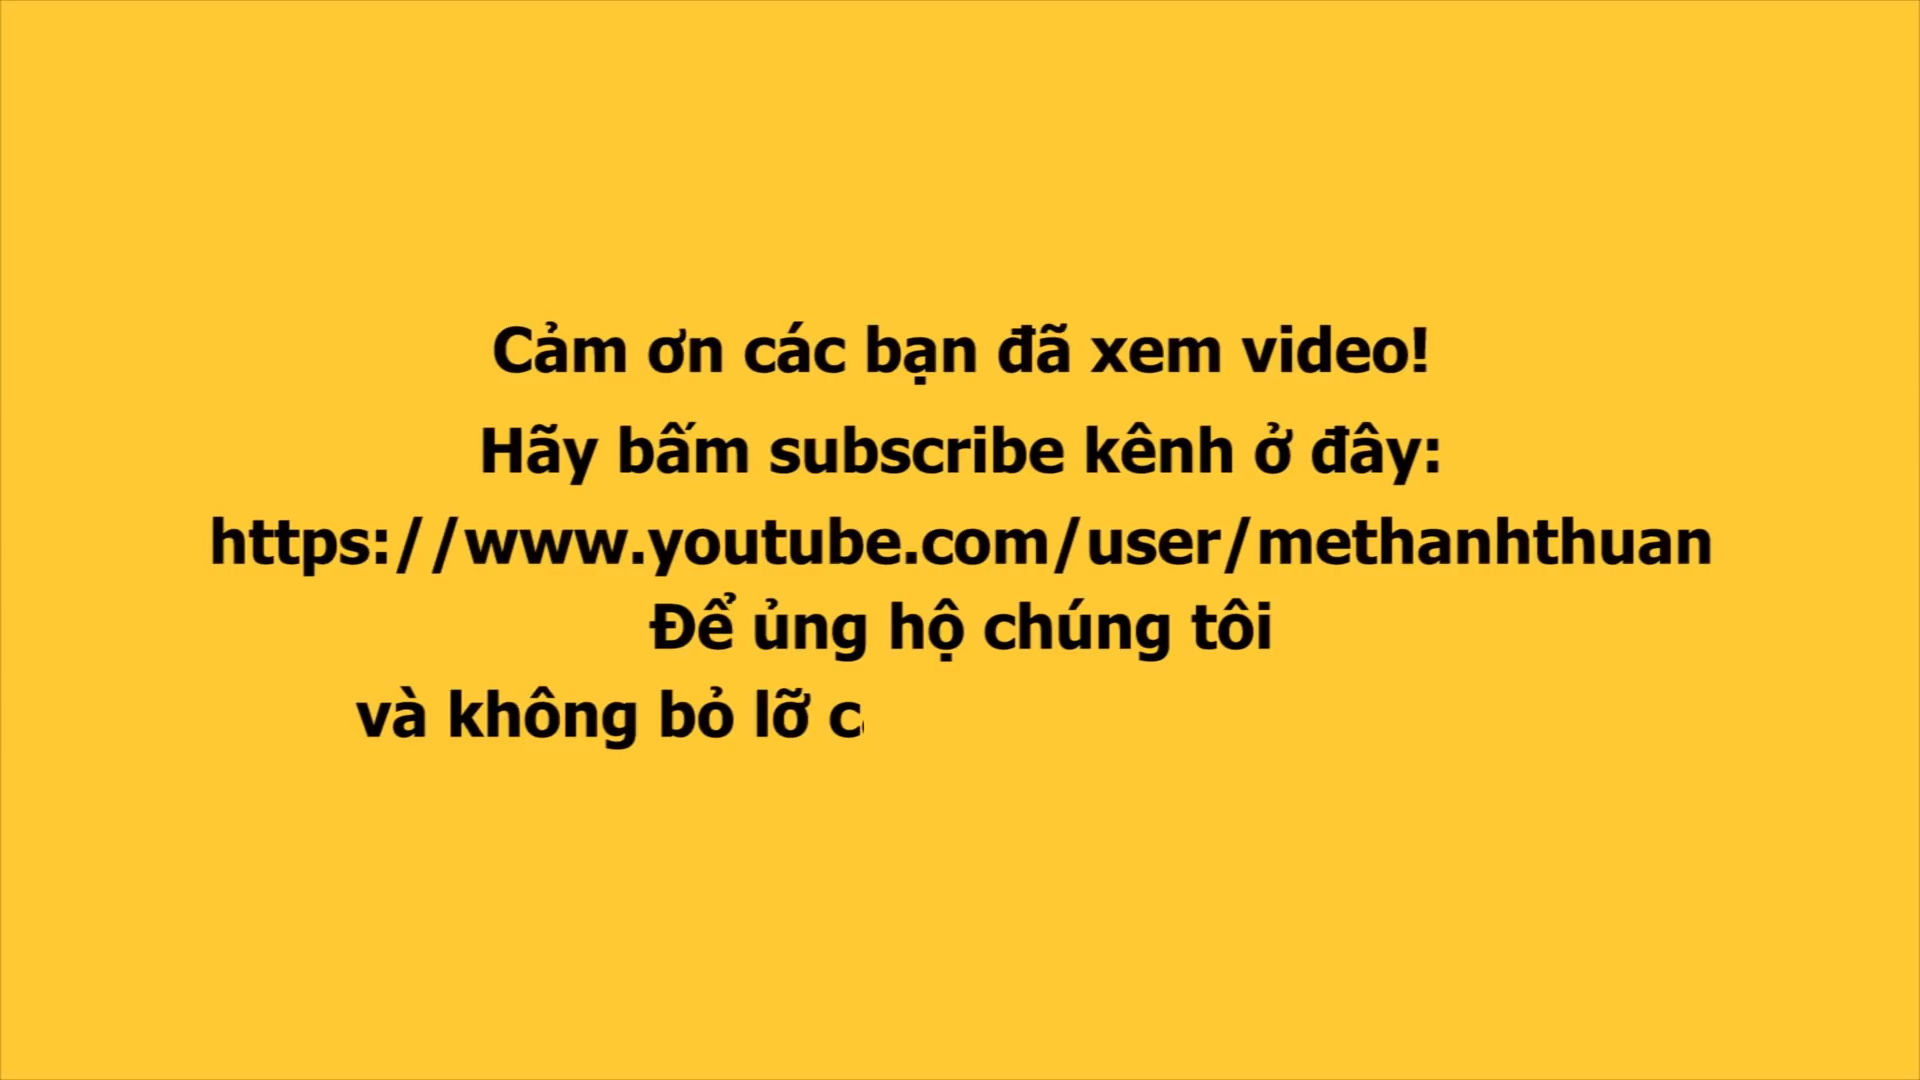 Cảm ơn các bạn đã xem video!
Hãy bấm subscribe kênh ở đây:
https://www.youtube.com/user/methanhthuan
Để ủng hộ chúng tôi
và không bỏ lỡ